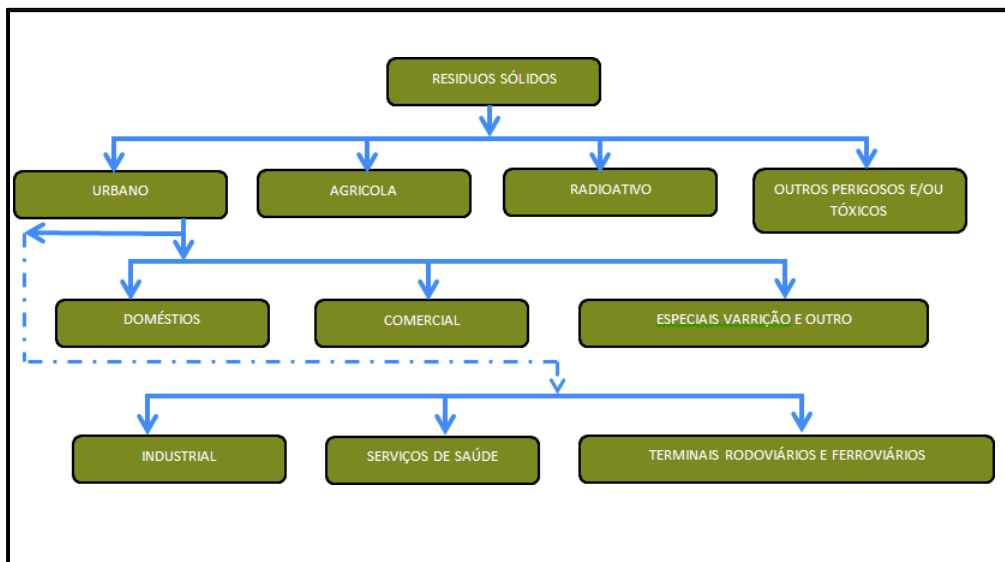 RESIDUOS SÓLIDOS
URBANO
AGRICOLA
RADIOATIVO
OUTROS PERIGOSOS E/OU
TÓXICOS
DOMÉSTIOS
COMERCIAL
ESPECIAIS VARRIÇÃO E OUTRO
INDUSTRIAL
SERVIÇOS DE SAÚDE
TERMINAIS RODOVIÁRIOS E FERROVIÁRIOS